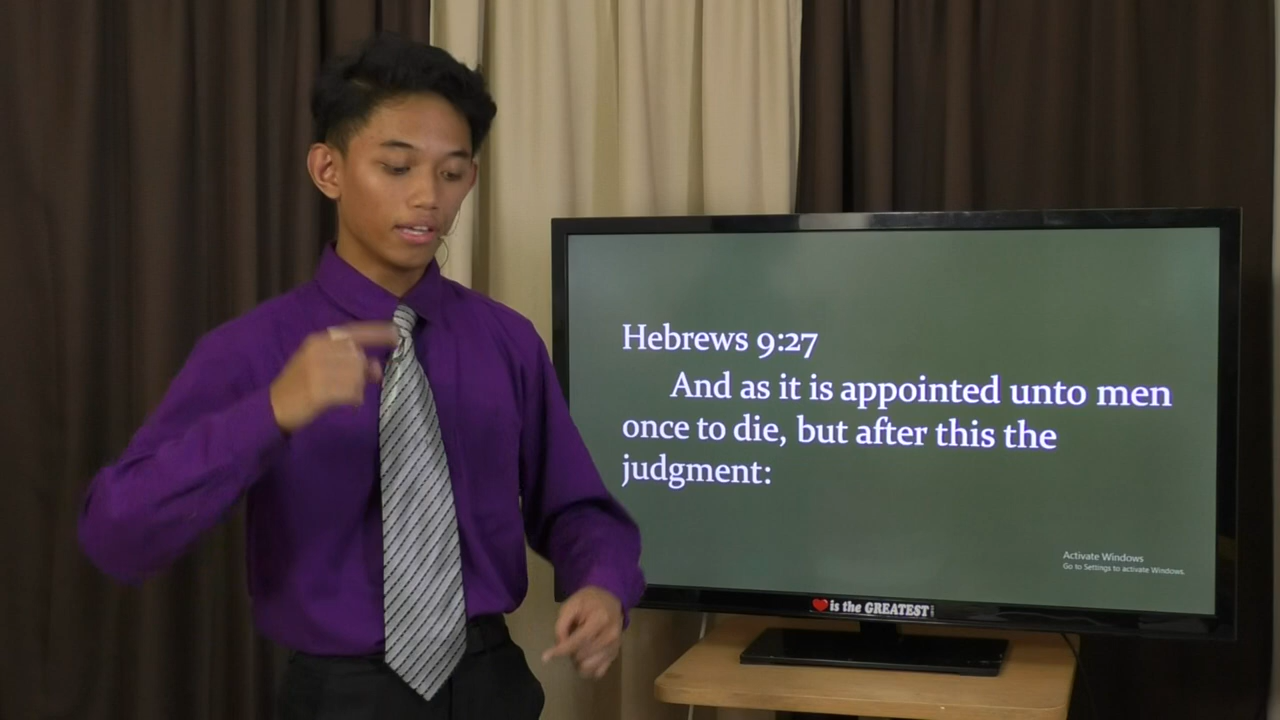 Hebrews 9:27
And as it is appointed unto men
once to die, but after this the
judgment:
Activate Windows
Go to Settings to activate Windows.
is the GREATEST